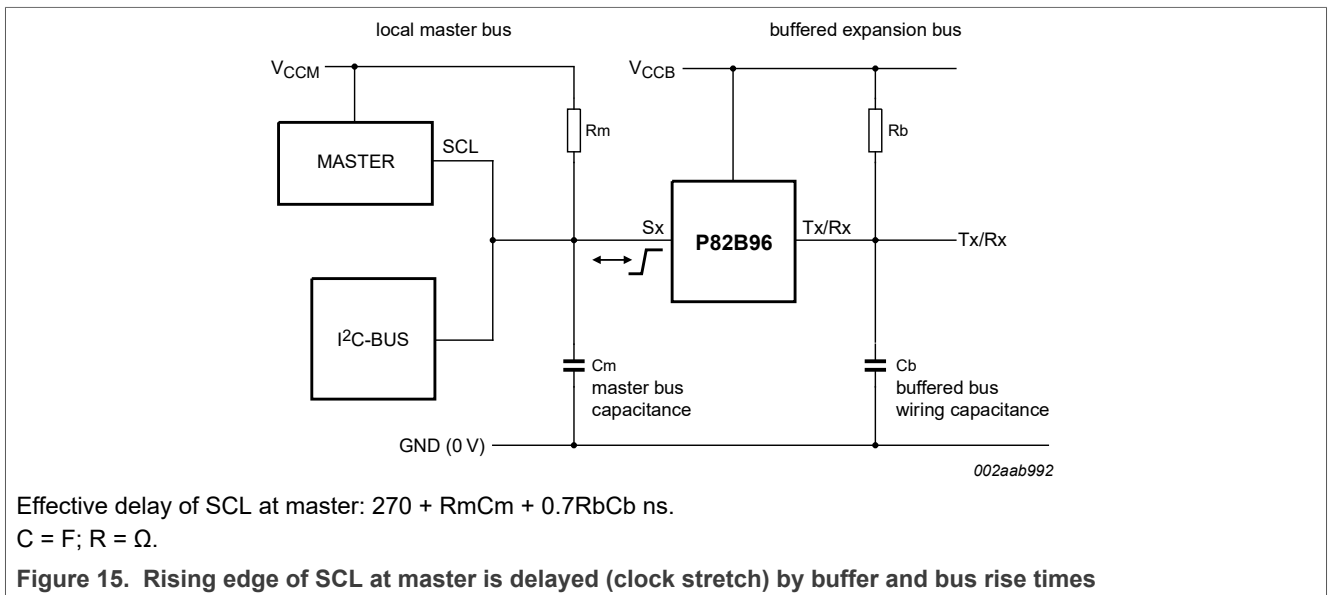 local master bus
buffered expansion bus
VCCM
VCCB
Rm
Rb
MASTER
SCL
Sx
P82B96
Tx/Rx
Tx/Rx
I²C-BUS
Cm
master bus
capacitance
Cb
buffered bus
wiring capacitance
GND (0 V)
002aab992
Effective delay of SCL at master: 270 + RmCm + 0.7RbCb ns.
C = F; R = Ω.
Figure 15. Rising edge of SCL at master is delayed (clock stretch) by buffer and bus rise times